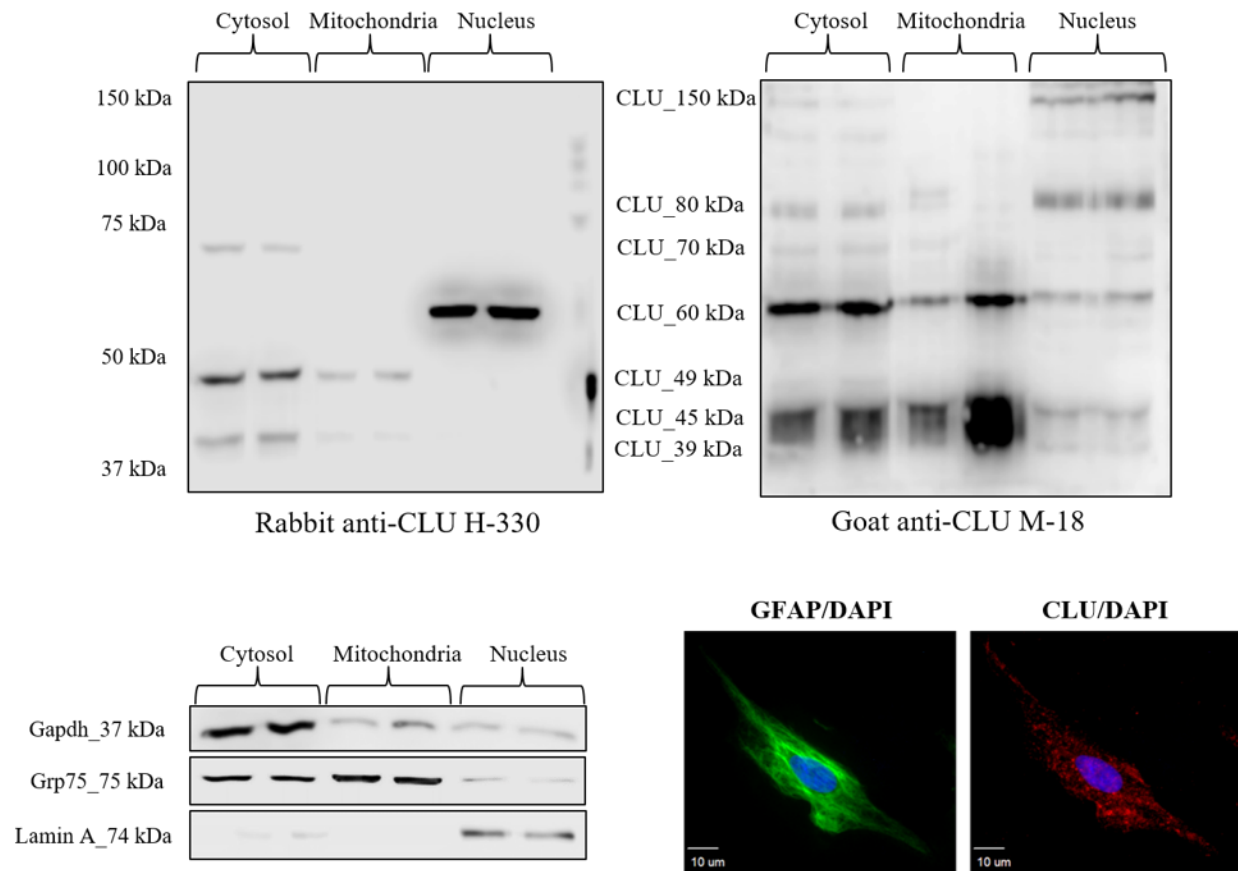 Cytosol Mitochondria Nucleus
150 kDa
100 kDa
75 kDa
50 kDa
37 kDa
Rabbit anti-CLU H-330
Cytosol Mitochondria Nucleus
CLU_150 kDa
CLU_80 kDa
CLU_70 kDa
CLU_60 kDa
CLU_49 kDa
CLU_45 kDa
CLU_39 kDa
Goat anti-CLU M-18
Cytosol Mitochondria Nucleus
Gapdh_37 kDa
Grp75_75 kDa
Lamin A_74 kDa
GFAP/DAPI
10 um
CLU/DAPI
10 um